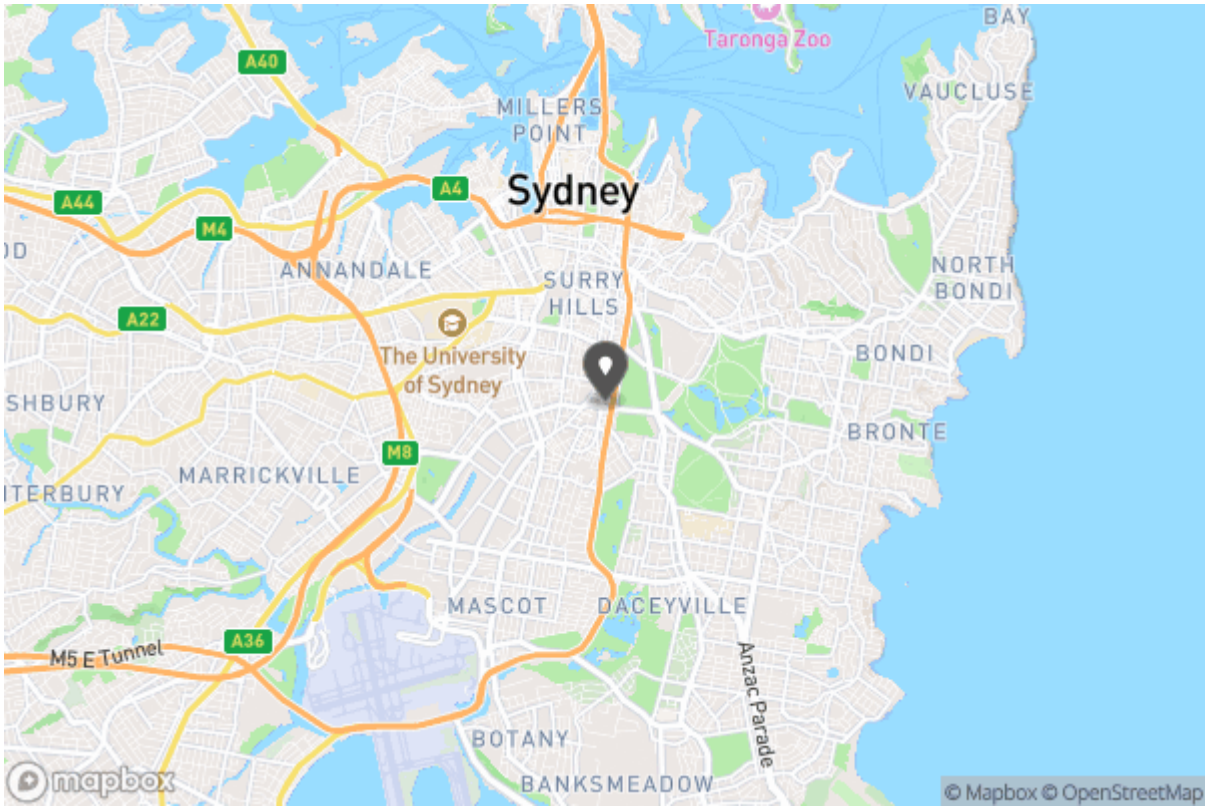 BAY
Taronga Zoo
A40
VAUCLUSE
MILLERS
POINT
A4
Sydney
A44
M4
OD
ANNANDALE
SURRY
HILLS
NORTH
BONDI
A22
The University
of Sydney
BONDI
SHBURY
BRONTE
M8
MARRICKVILLE
NTERBURY
MASCOT
DACEYVILLE
A36
M5 E Tunnel
Anzac Parade
BOTANY
BANKSMEADOW
mapbox
© Mapbox © OpenStreetMap